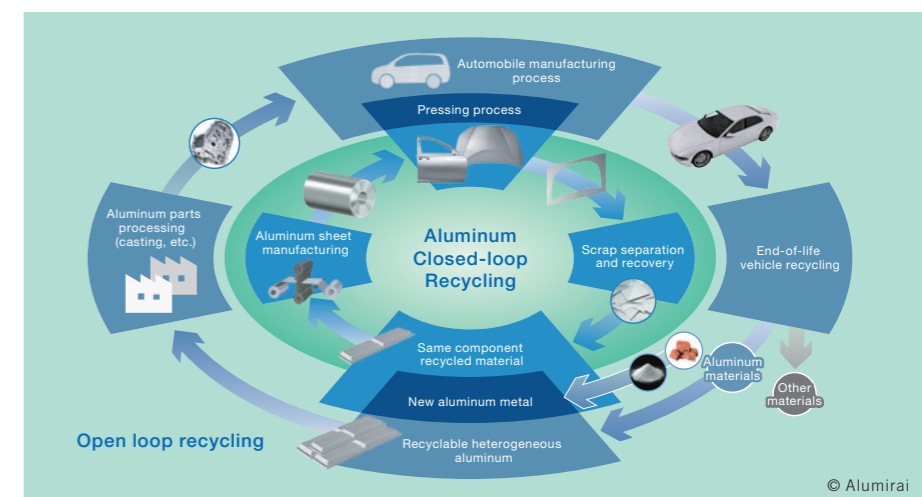 Automobile manufacturing
process
Pressing process
Aluminum parts
processing
(casting, etc.)
Aluminum sheet
manufacturing
Aluminum
Closed-loop
Recycling
Scrap separation
and recovery
End-of-life
vehicle recycling
Same component
recycled material
Aluminum
materials
Other
materials
New aluminum metal
Open loop recycling
Recyclable heterogeneous
aluminum
© Alumirai